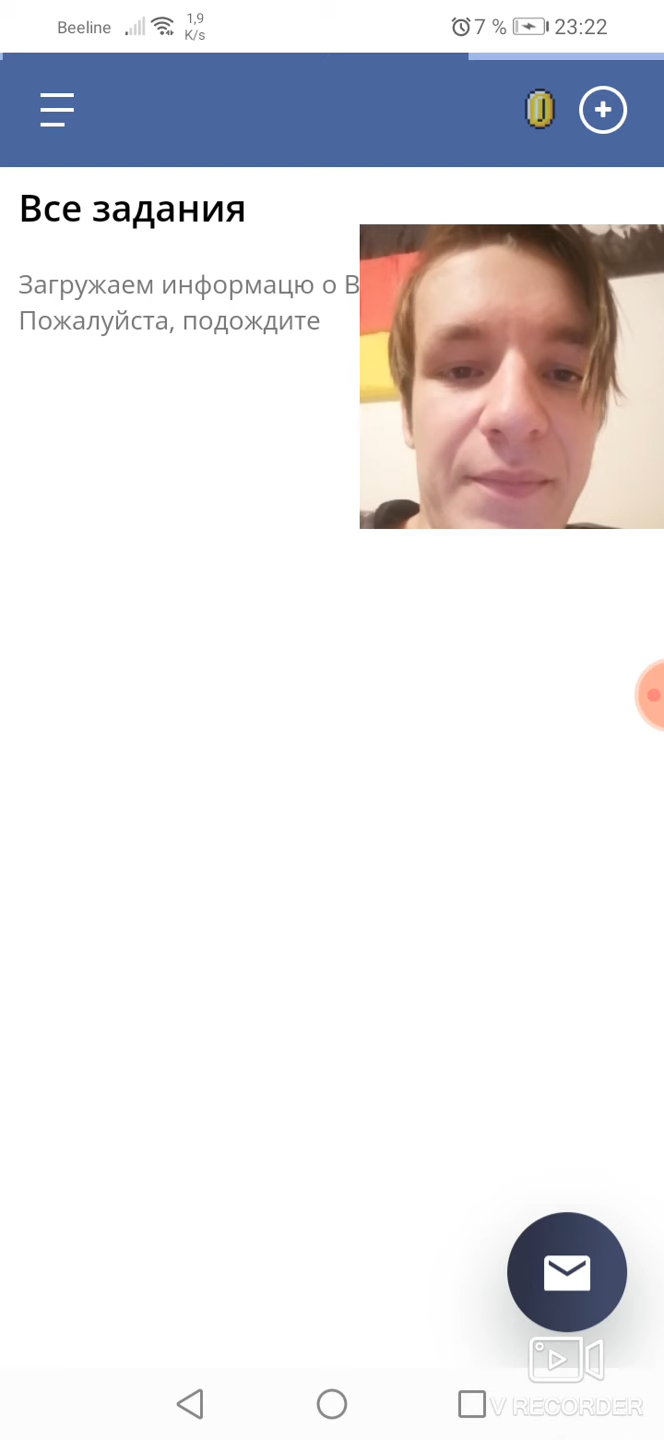 Beeline 1,9 K/s 7 % 23:22
Все задания
Загружаем информацю о В
Пожалуйста, подождите
V RECORDER